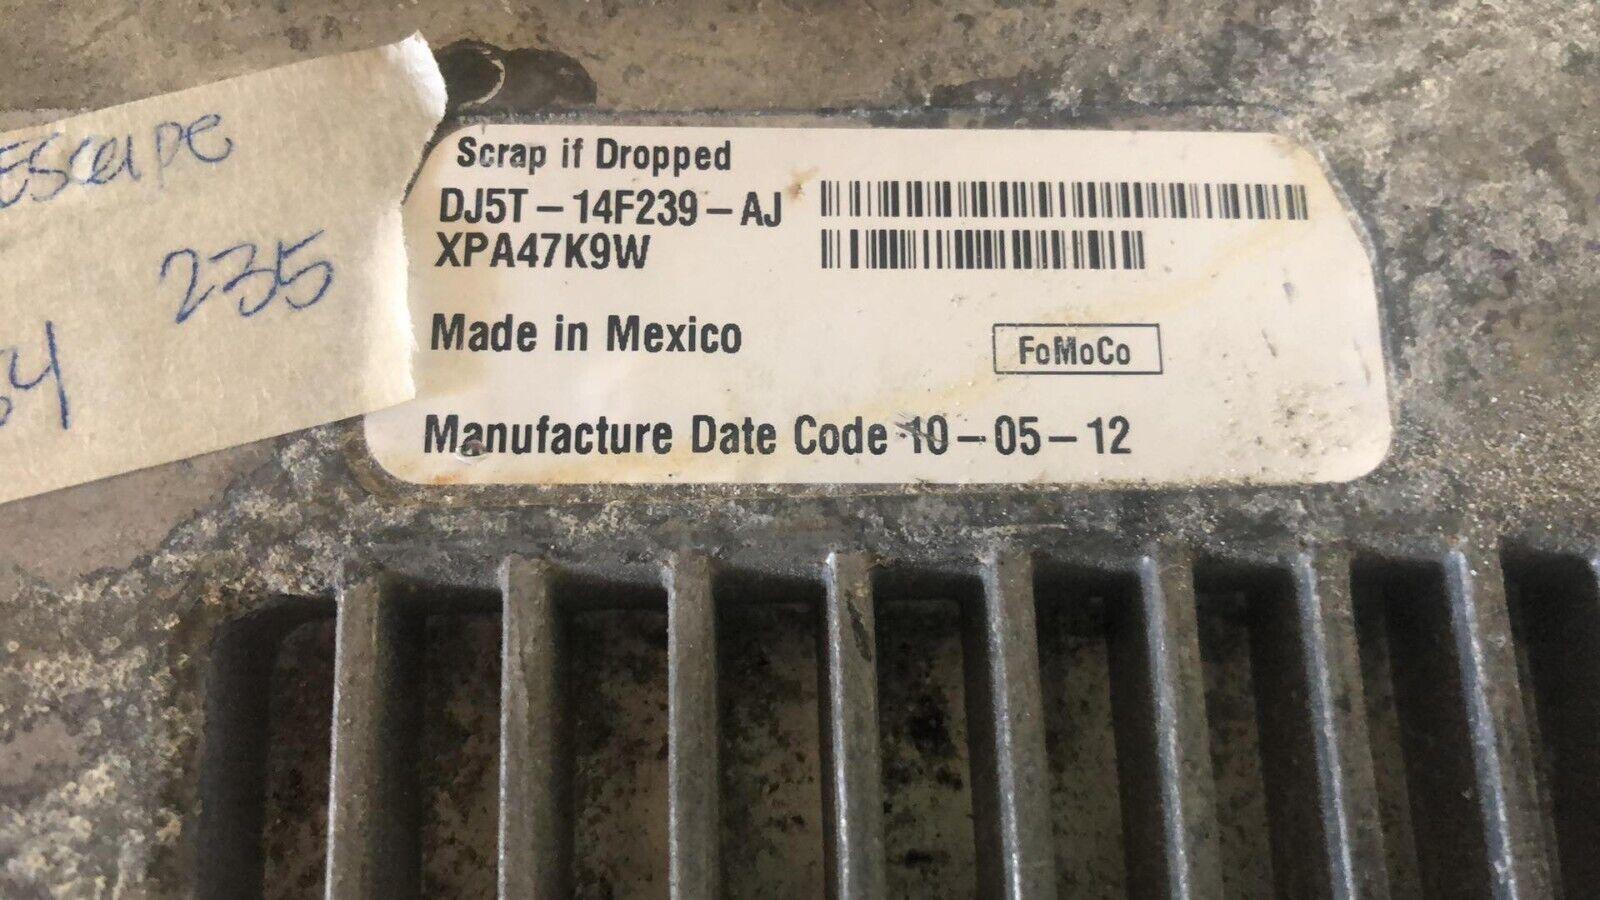 Escape
235
Scrap if Dropped
DJ5T-14F239-AJ
XPA47K9W
Made in Mexico
FoMoCo
Manufacture Date Code 10-05-12